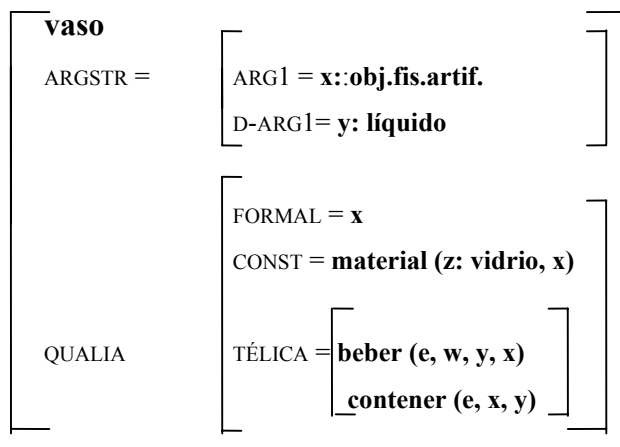 vaso
ARGSTR = ARG1 = x::obj.fis.artif.
D-ARG1= y: líquido
FORMAL = x
CONST = material (z: vidrio, x)
QUALIA TÉLICA = beber (e, w, y, x)
contener (e, x, y)